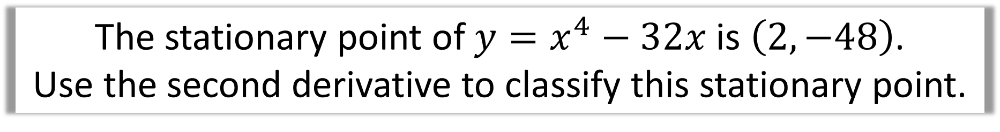 The stationary point of y = x⁴ − 32x is (2, −48).
Use the second derivative to classify this stationary point.